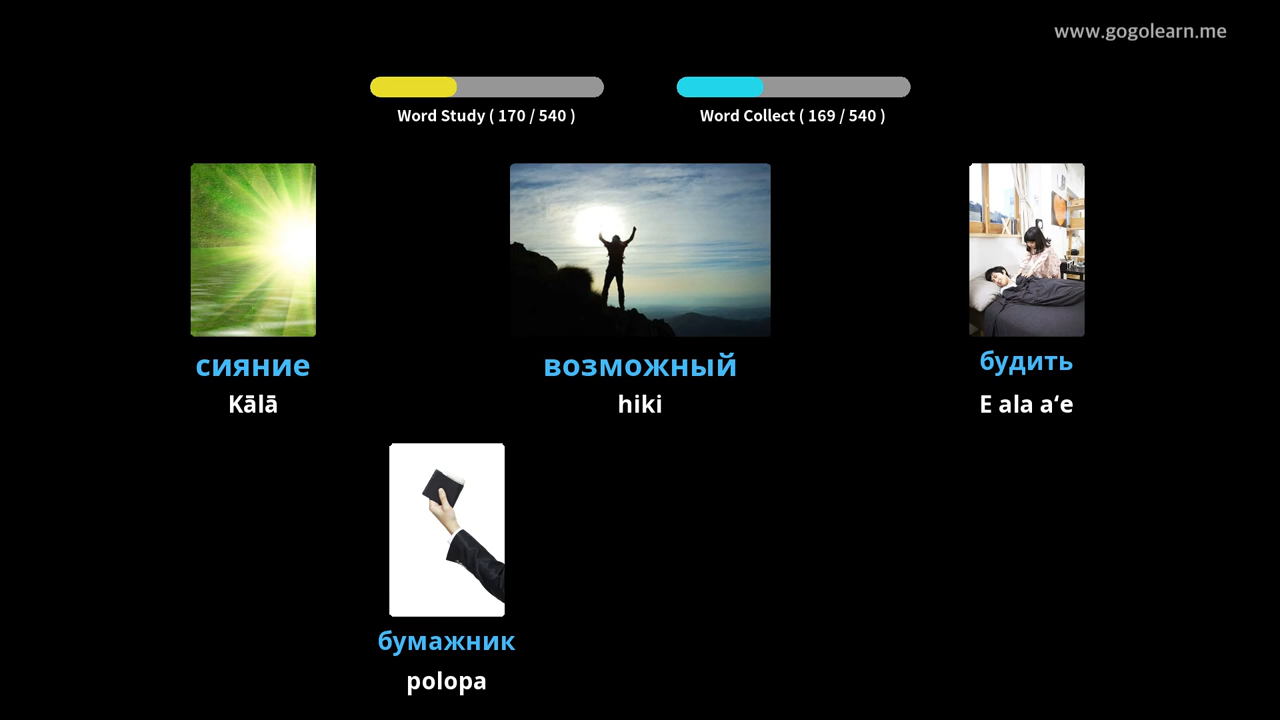 www.gogolearn.me
Word Study ( 170 / 540 )
Word Collect ( 169 / 540 )
сияние
Kālā
возможный
hiki
будить
E ala aʻe
бумажник
polopa